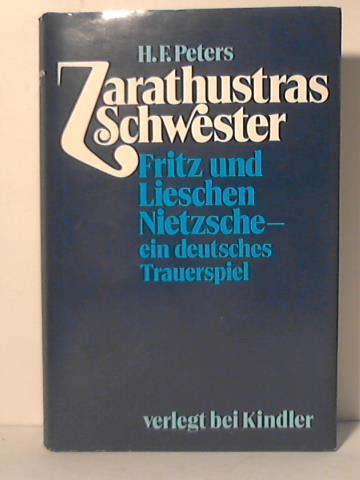 H. F. Peters
Zarathustras
Schwester
Fritz und
Lieschen
Nietzsche—
ein deutsches
Trauerspiel
verlegt bei Kindler